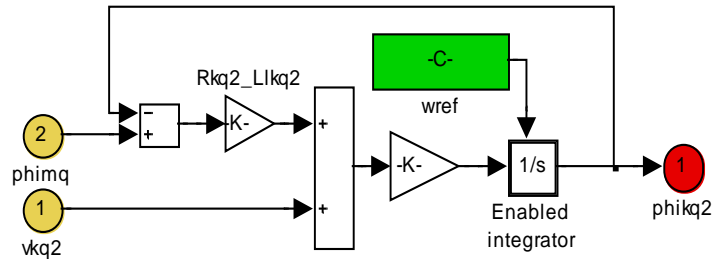 -C-
Rkq2_Llkq2
wref
−
+
-K-
+
2
phimq
-K-
1/s
1
phikq2
1
+
vkq2
Enabled
integrator